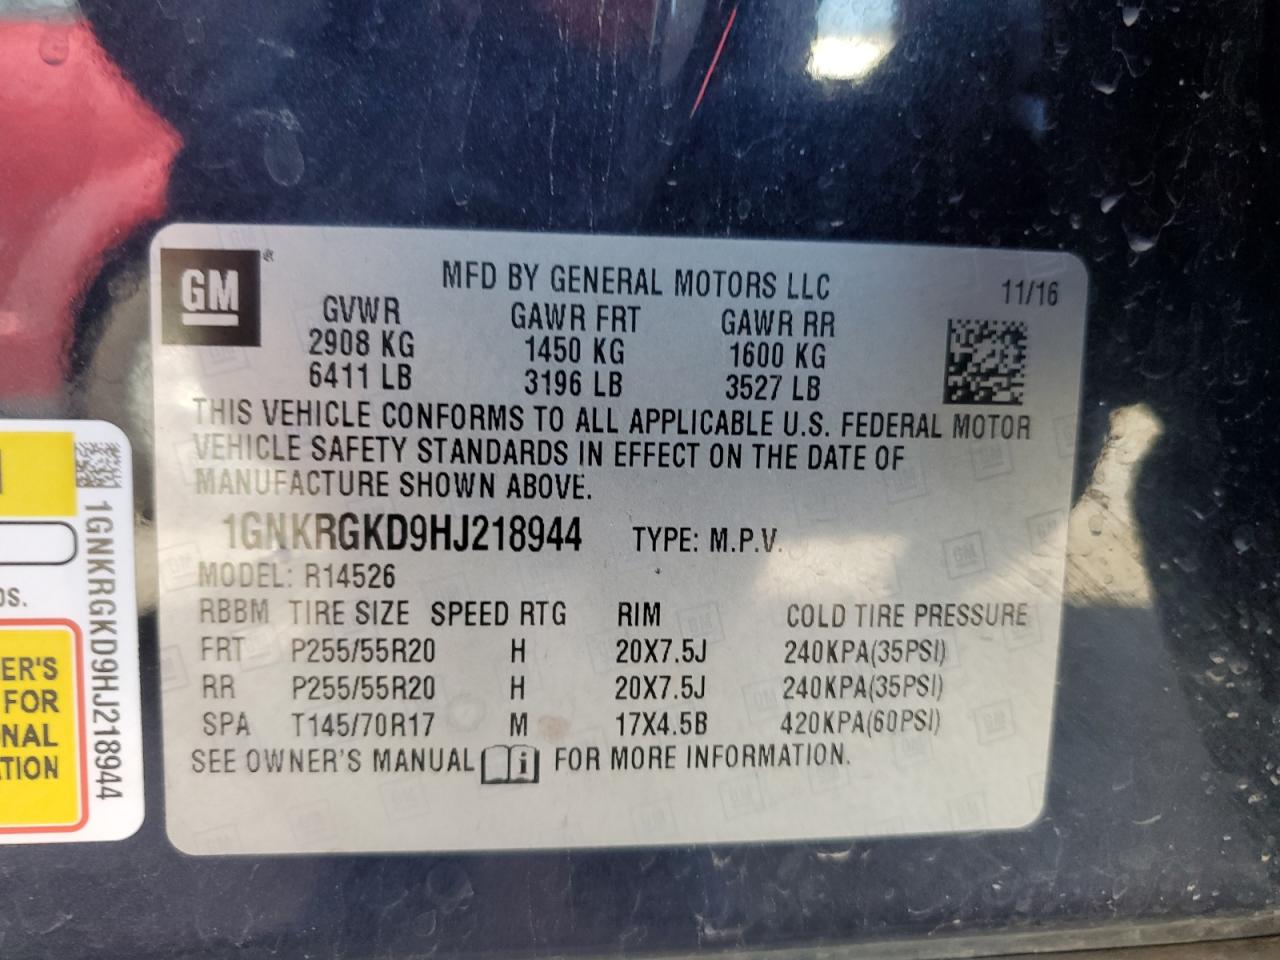 GM
®
MFD BY GENERAL MOTORS LLC
11/16
GVWR GAWR FRT GAWR RR
2908 KG 1450 KG 1600 KG
6411 LB 3196 LB 3527 LB
THIS VEHICLE CONFORMS TO ALL APPLICABLE U.S. FEDERAL MOTOR
VEHICLE SAFETY STANDARDS IN EFFECT ON THE DATE OF
MANUFACTURE SHOWN ABOVE.
1GNKRGKD9HJ218944 TYPE: M.P.V.
MODEL: R14526
RBBM TIRE SIZE SPEED RTG RIM COLD TIRE PRESSURE
FRT P255/55R20 H 20X7.5J 240KPA(35PSI)
RR P255/55R20 H 20X7.5J 240KPA(35PSI)
SPA T145/70R17 M 17X4.5B 420KPA(60PSI)
SEE OWNER'S MANUAL i FOR MORE INFORMATION.
1GNKRGKD9HJ218944
ER'S
FOR
NAL
TION